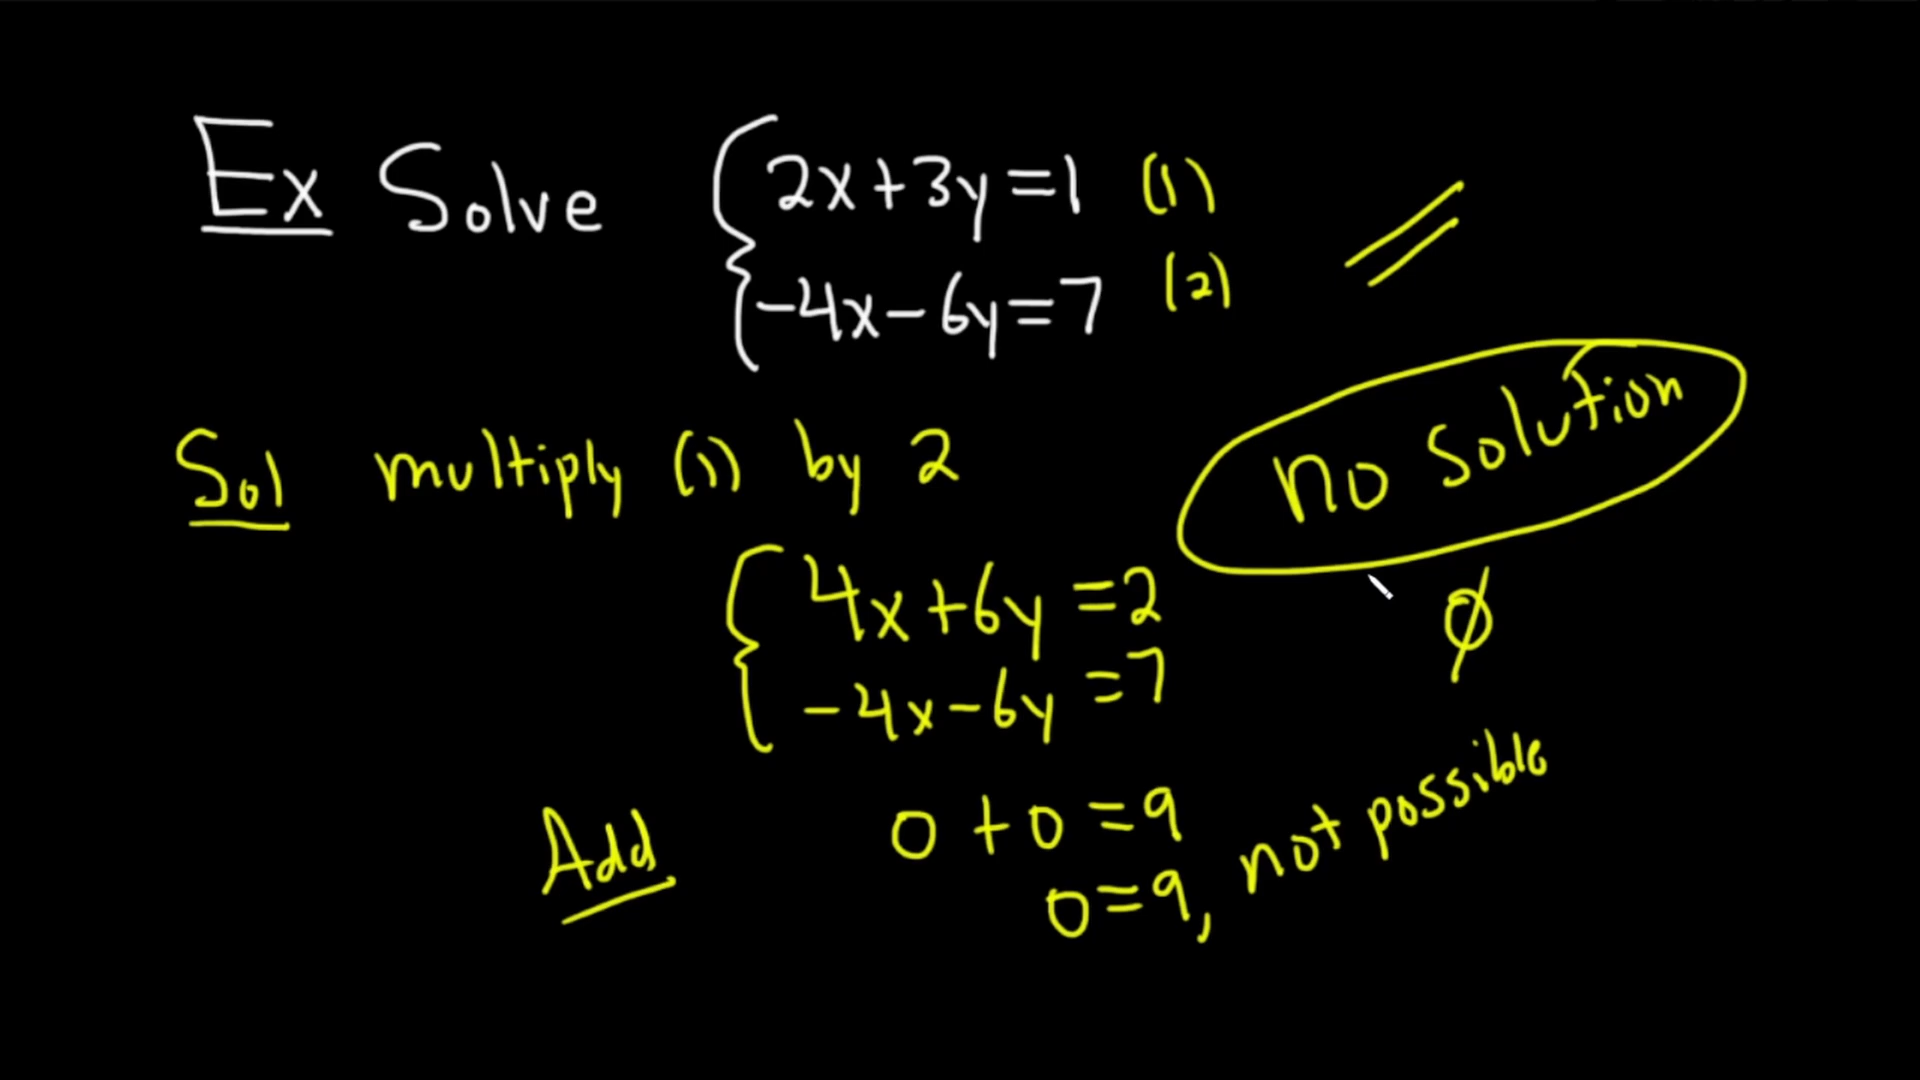 Ex Solve { 2x+3y=1 (1)
-4x-6y=7 (2)
Sol multiply (1) by 2
No solution
{ 4x+6y=2
-4x-6y=7
∅
Add 0+0=9
0=9, not possible